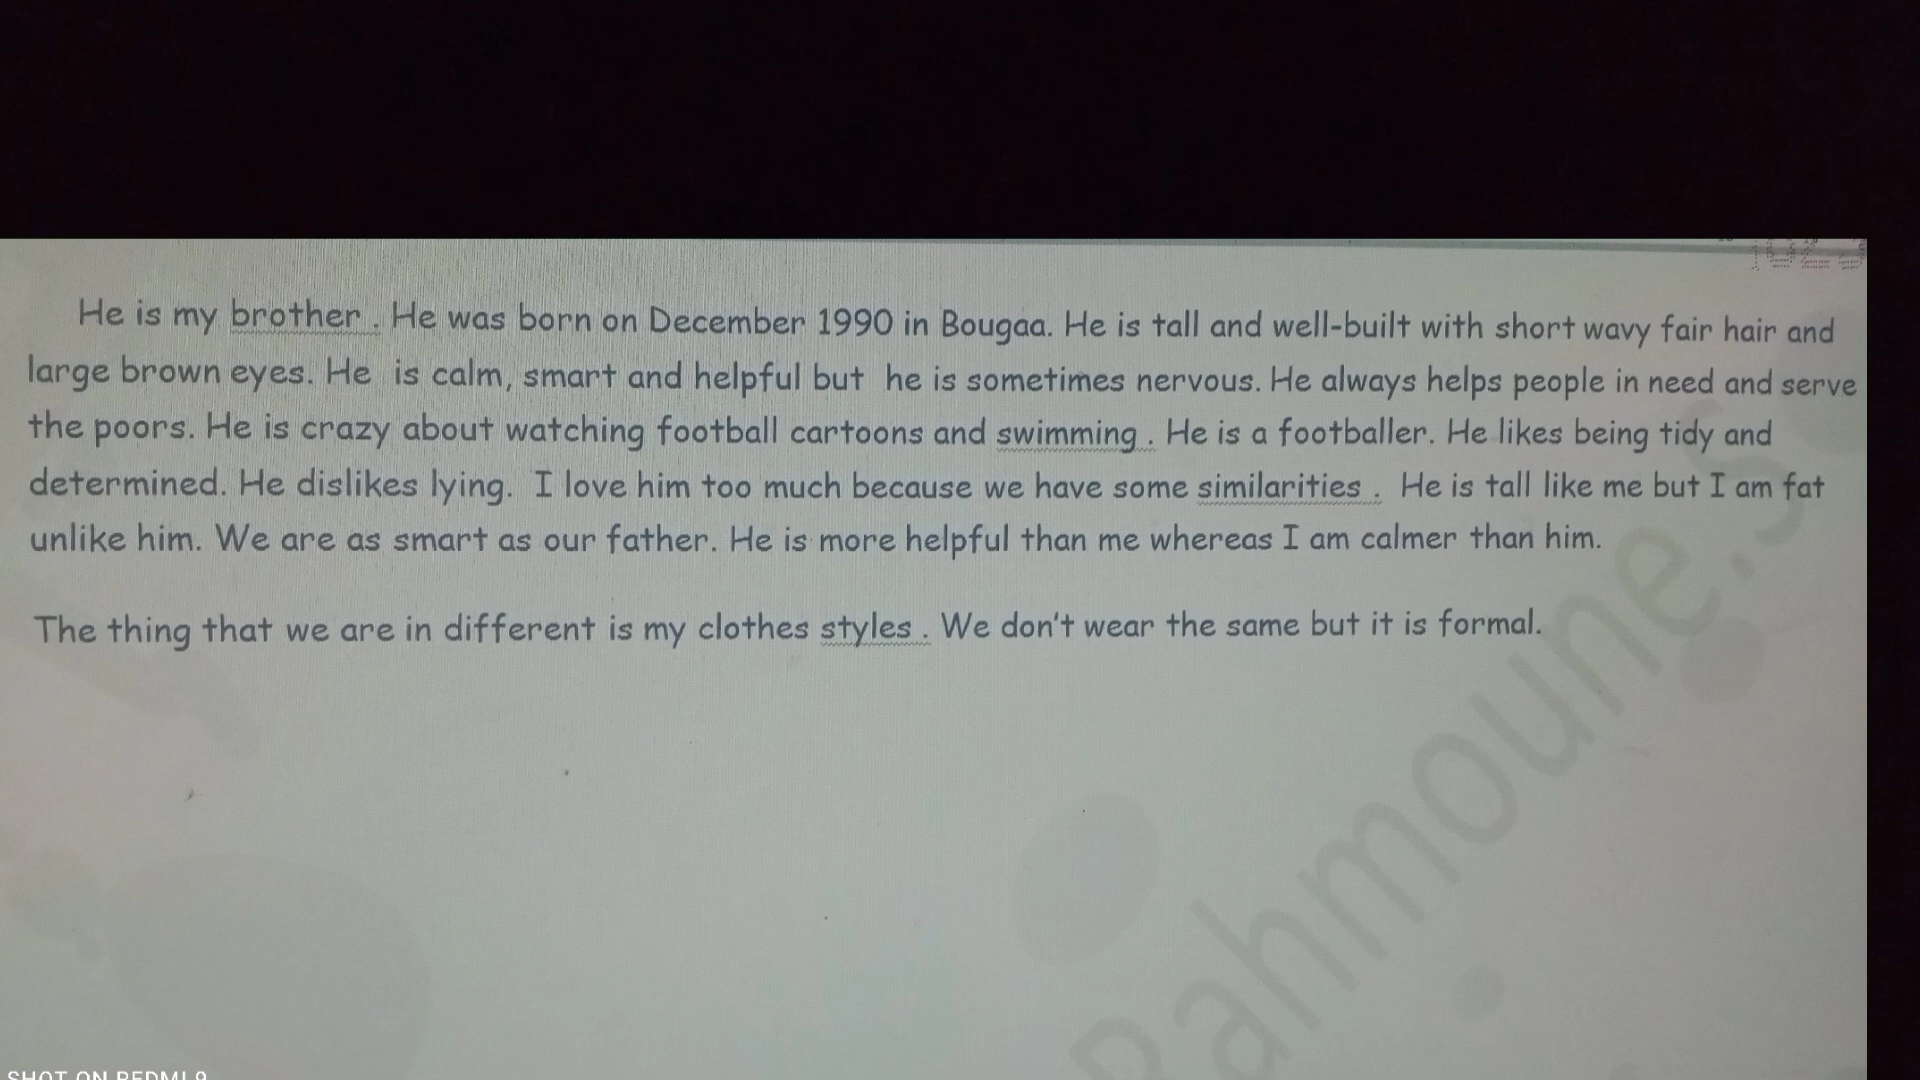 He is my brother . He was born on December 1990 in Bougaa. He is tall and well-built with short wavy fair hair and
large brown eyes. He is calm, smart and helpful but he is sometimes nervous. He always helps people in need and serve
the poors. He is crazy about watching football cartoons and swimming . He is a footballer. He likes being tidy and
determined. He dislikes lying. I love him too much because we have some similarities . He is tall like me but I am fat
unlike him. We are as smart as our father. He is more helpful than me whereas I am calmer than him.
The thing that we are in different is my clothes styles . We don't wear the same but it is formal.
Rahmoune.s
SHOT ON REDMI 9